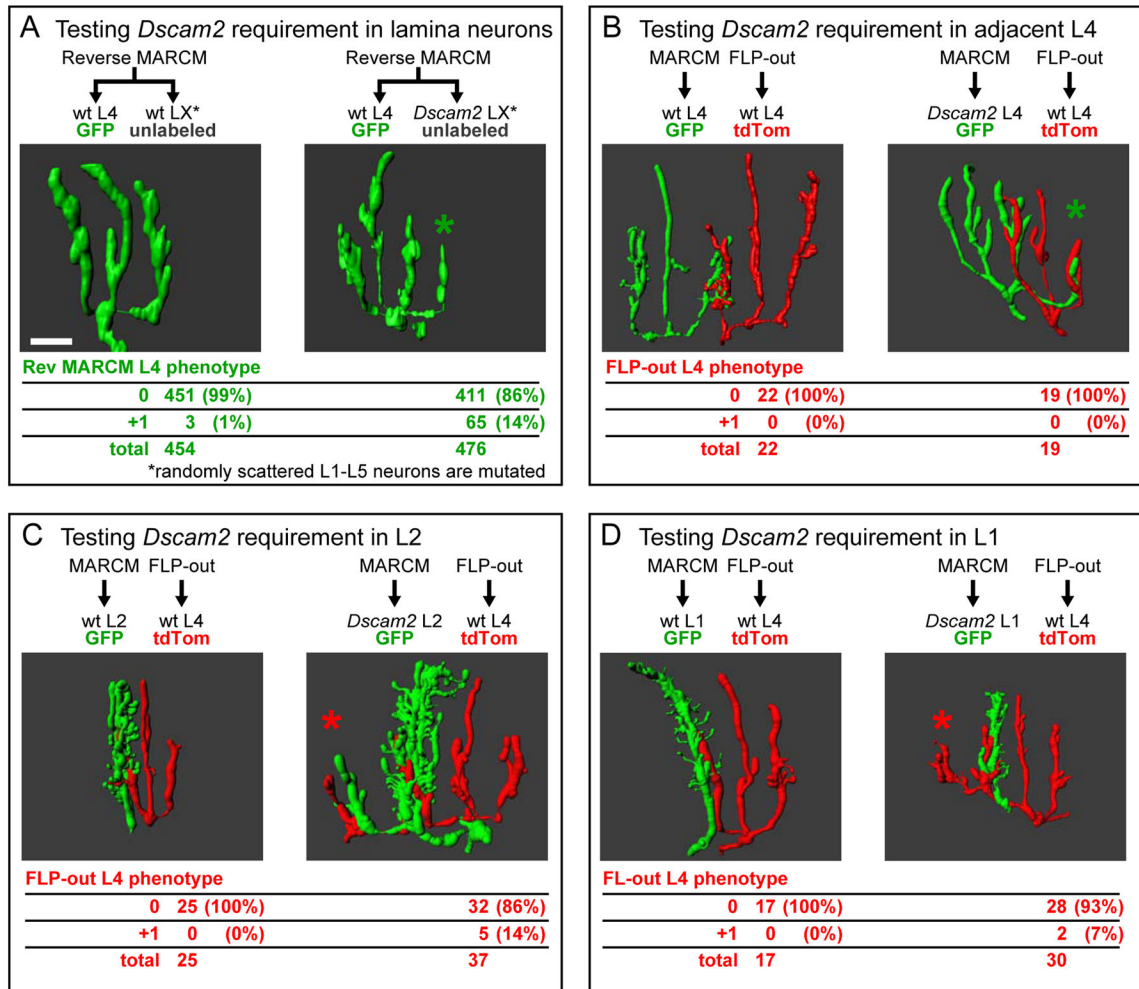 A Testing Dscam2 requirement in lamina neurons
Reverse MARCM Reverse MARCM
wt L4 wt LX* wt L4 Dscam2 LX*
GFP unlabeled GFP unlabeled
*
Rev MARCM L4 phenotype
0 451 (99%) 411 (86%)
+1 3 (1%) 65 (14%)
total 454 476
*randomly scattered L1-L5 neurons are mutated
B Testing Dscam2 requirement in adjacent L4
MARCM FLP-out MARCM FLP-out
wt L4 wt L4 Dscam2 L4 wt L4
GFP tdTom GFP tdTom
*
FLP-out L4 phenotype
0 22 (100%) 19 (100%)
+1 0 (0%) 0 (0%)
total 22 19
C Testing Dscam2 requirement in L2
MARCM FLP-out MARCM FLP-out
wt L2 wt L4 Dscam2 L2 wt L4
GFP tdTom GFP tdTom
*
FLP-out L4 phenotype
0 25 (100%) 32 (86%)
+1 0 (0%) 5 (14%)
total 25 37
D Testing Dscam2 requirement in L1
MARCM FLP-out MARCM FLP-out
wt L1 wt L4 Dscam2 L1 wt L4
GFP tdTom GFP tdTom
*
FL-out L4 phenotype
0 17 (100%) 28 (93%)
+1 0 (0%) 2 (7%)
total 17 30